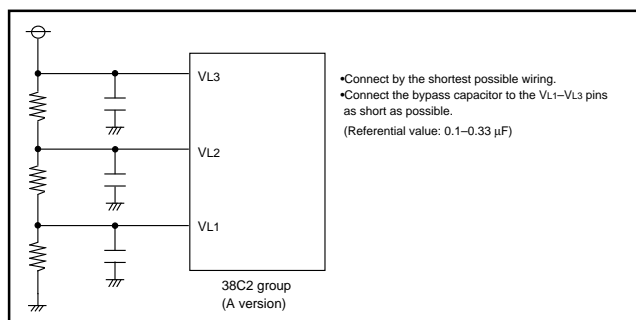 VL3
VL2
VL1
38C2 group
(A version)
•Connect by the shortest possible wiring.
•Connect the bypass capacitor to the VL1–VL3 pins
as short as possible.
(Referential value: 0.1–0.33 μF)